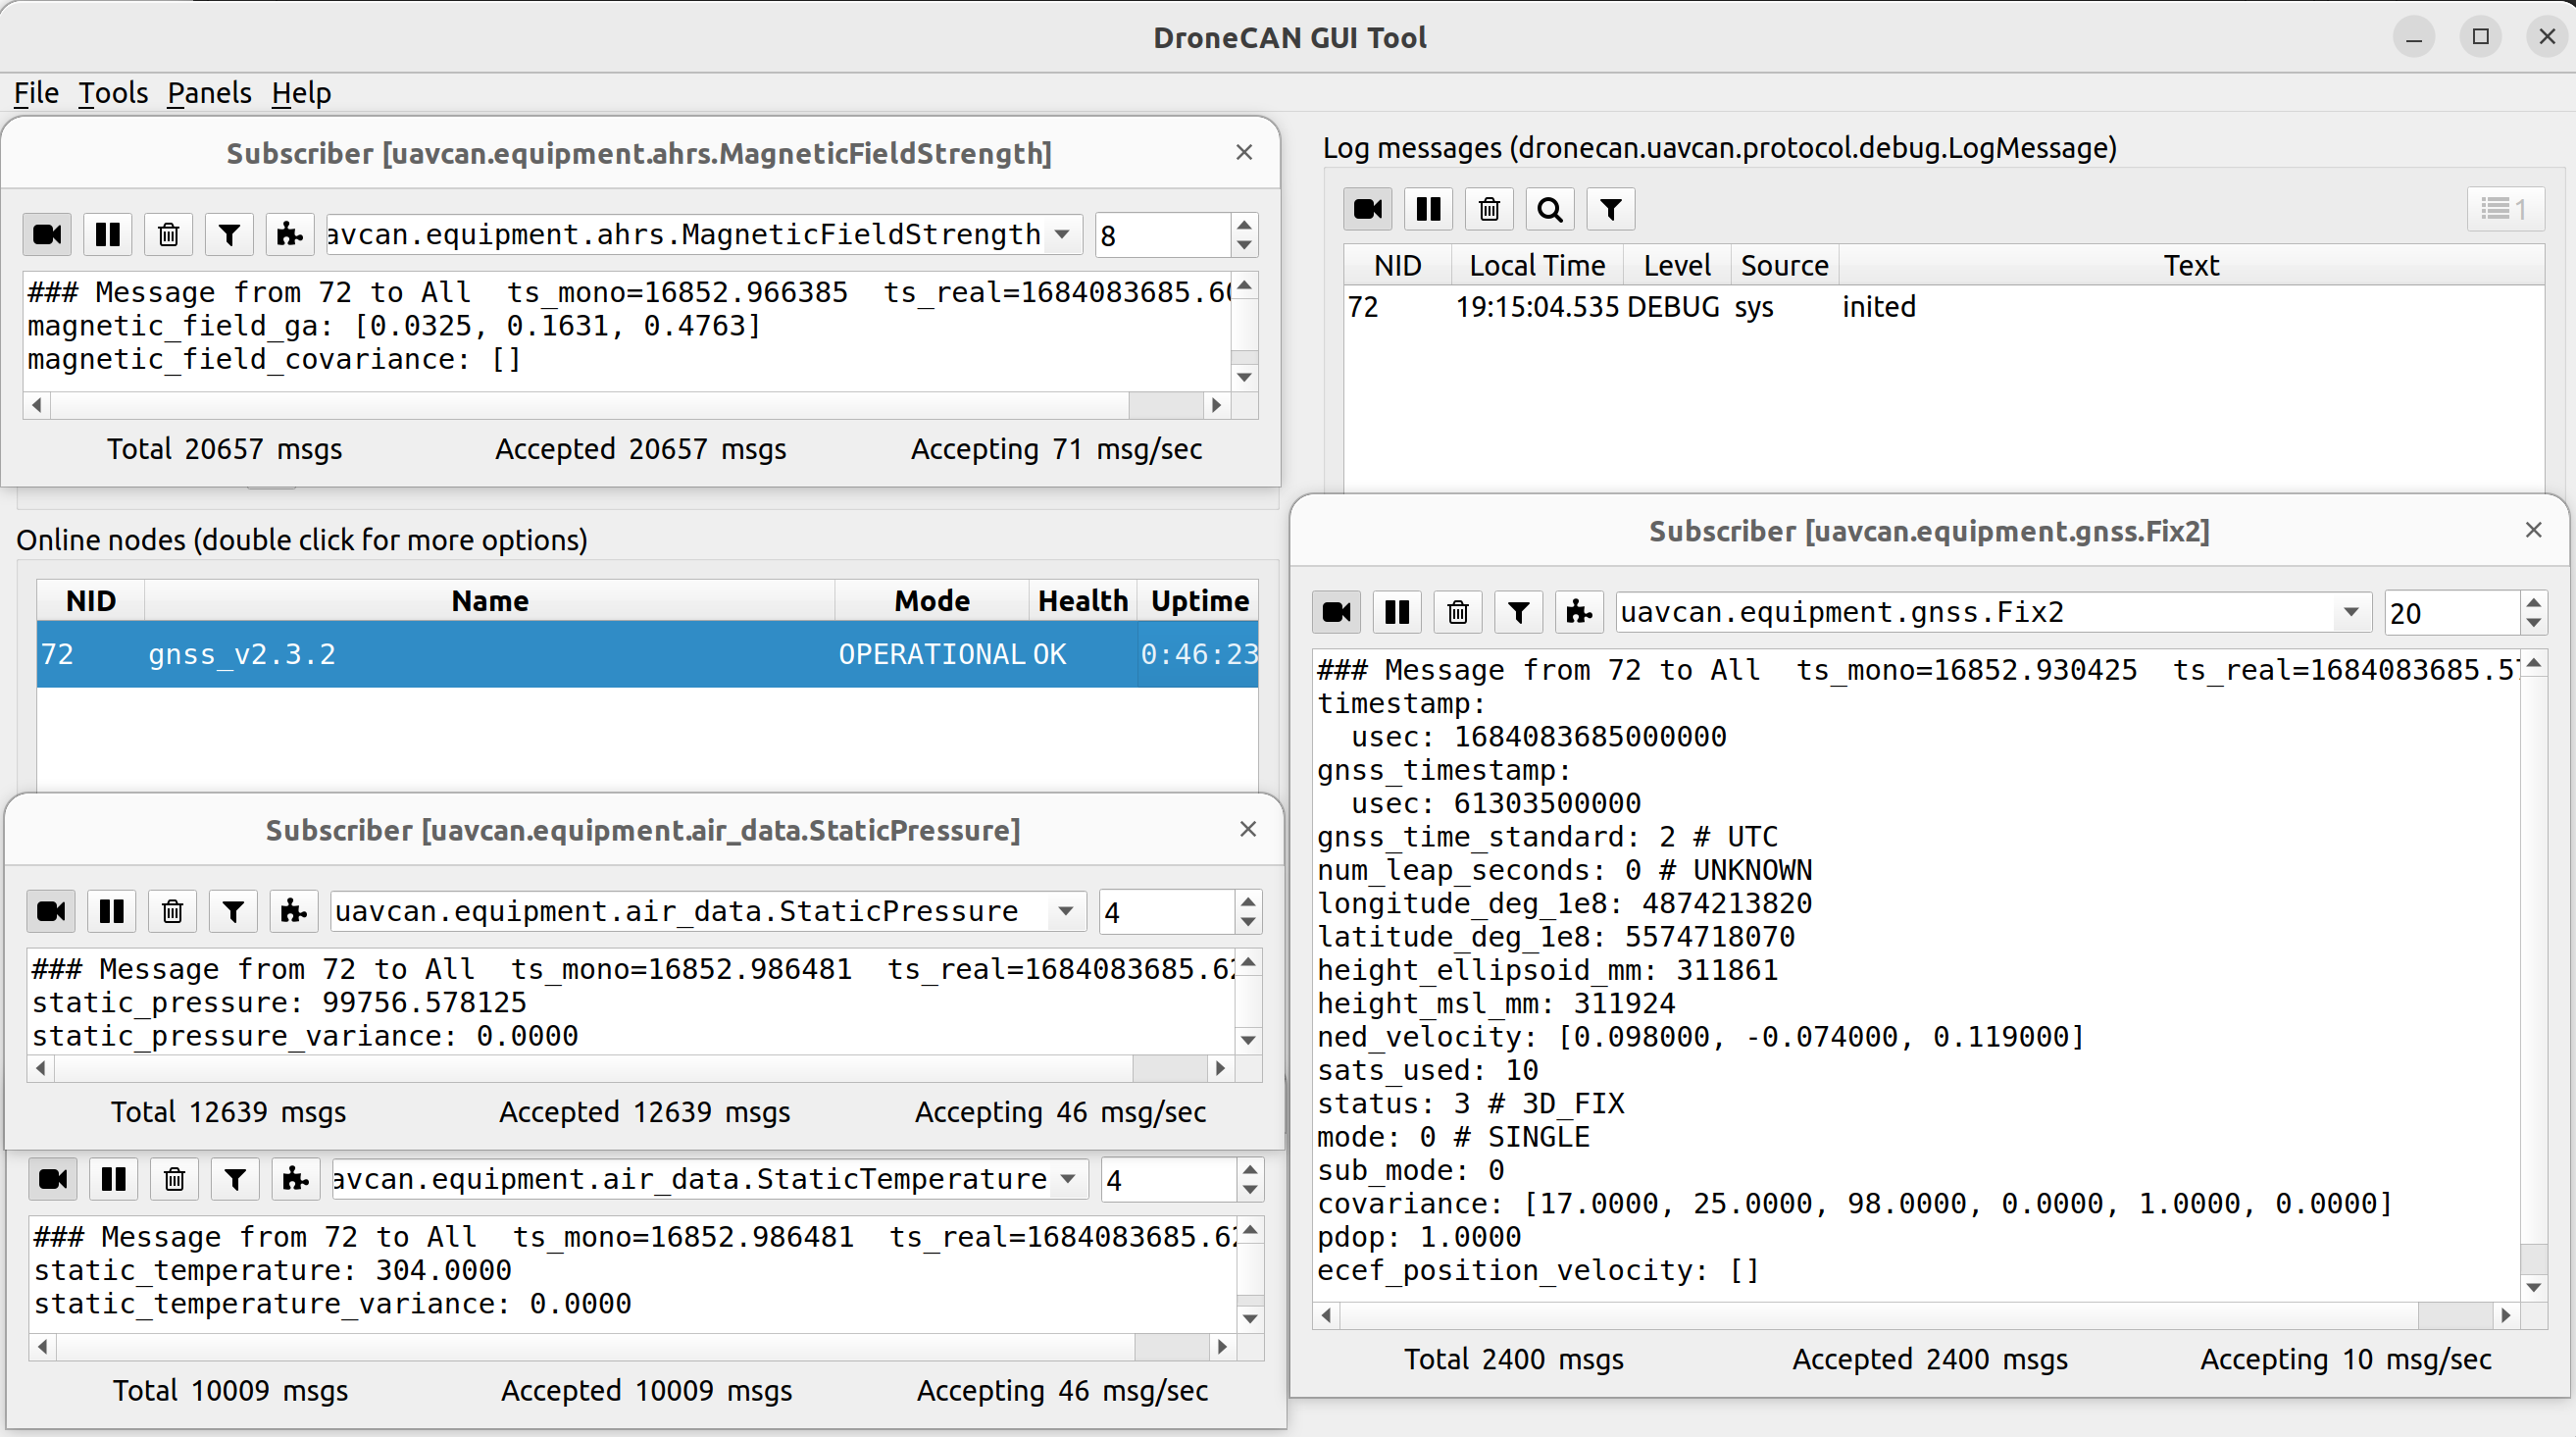 DroneCAN GUI Tool
File Tools Panels Help
Subscriber [uavcan.equipment.ahrs.MagneticFieldStrength]
avcan.equipment.ahrs.MagneticFieldStrength 8
### Message from 72 to All  ts_mono=16852.966385  ts_real=1684083685.60
magnetic_field_ga: [0.0325, 0.1631, 0.4763]
magnetic_field_covariance: []
Total 20657 msgs Accepted 20657 msgs Accepting 71 msg/sec
Log messages (dronecan.uavcan.protocol.debug.LogMessage)
1
NID Local Time Level Source Text
72 19:15:04.535 DEBUG sys inited
Online nodes (double click for more options)
NID Name Mode Health Uptime
72 gnss_v2.3.2 OPERATIONAL OK 0:46:23
Subscriber [uavcan.equipment.air_data.StaticPressure]
uavcan.equipment.air_data.StaticPressure 4
### Message from 72 to All  ts_mono=16852.986481  ts_real=1684083685.62
static_pressure: 99756.578125
static_pressure_variance: 0.0000
Total 12639 msgs Accepted 12639 msgs Accepting 46 msg/sec
avcan.equipment.air_data.StaticTemperature 4
### Message from 72 to All  ts_mono=16852.986481  ts_real=1684083685.62
static_temperature: 304.0000
static_temperature_variance: 0.0000
Total 10009 msgs Accepted 10009 msgs Accepting 46 msg/sec
Subscriber [uavcan.equipment.gnss.Fix2]
uavcan.equipment.gnss.Fix2 20
### Message from 72 to All  ts_mono=16852.930425  ts_real=1684083685.57
timestamp:
usec: 1684083685000000
gnss_timestamp:
usec: 61303500000
gnss_time_standard: 2 # UTC
num_leap_seconds: 0 # UNKNOWN
longitude_deg_1e8: 4874213820
latitude_deg_1e8: 5574718070
height_ellipsoid_mm: 311861
height_msl_mm: 311924
ned_velocity: [0.098000, -0.074000, 0.119000]
sats_used: 10
status: 3 # 3D_FIX
mode: 0 # SINGLE
sub_mode: 0
covariance: [17.0000, 25.0000, 98.0000, 0.0000, 1.0000, 0.0000]
pdop: 1.0000
ecef_position_velocity: []
Total 2400 msgs Accepted 2400 msgs Accepting 10 msg/sec